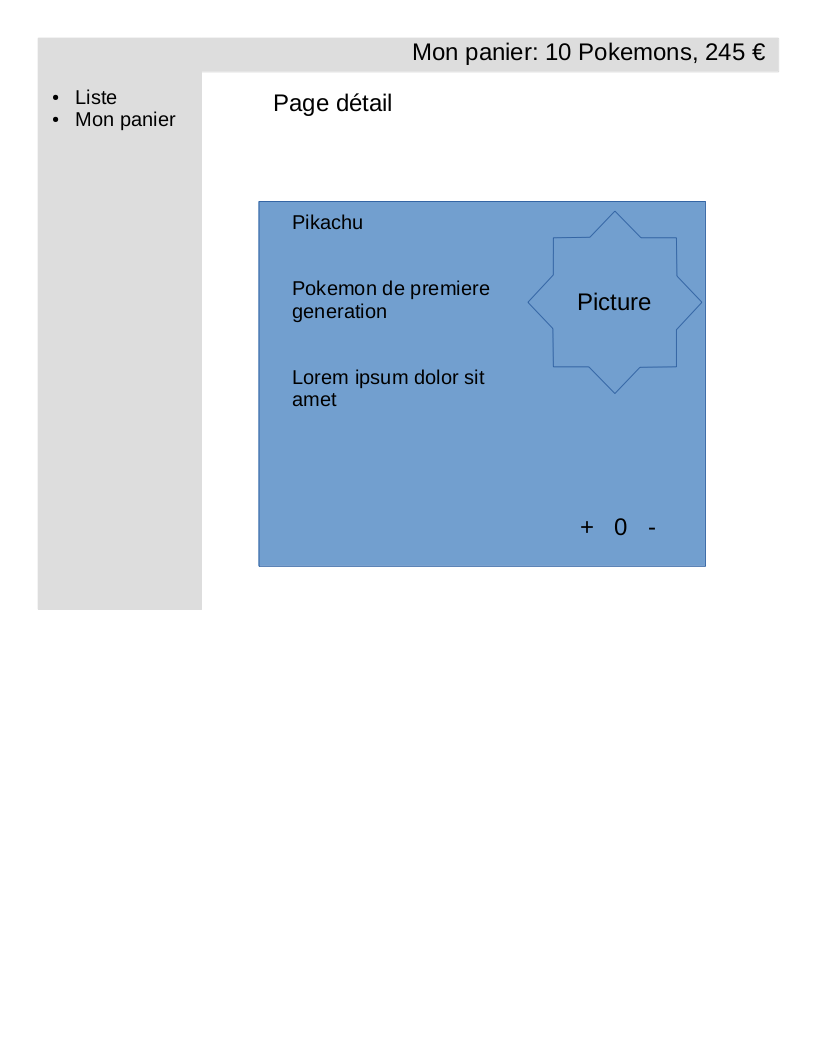 Mon panier: 10 Pokemons, 245 €
• Liste
• Mon panier
Page détail
Pikachu
Pokemon de premiere
generation
Picture
Lorem ipsum dolor sit
amet
+ 0 -